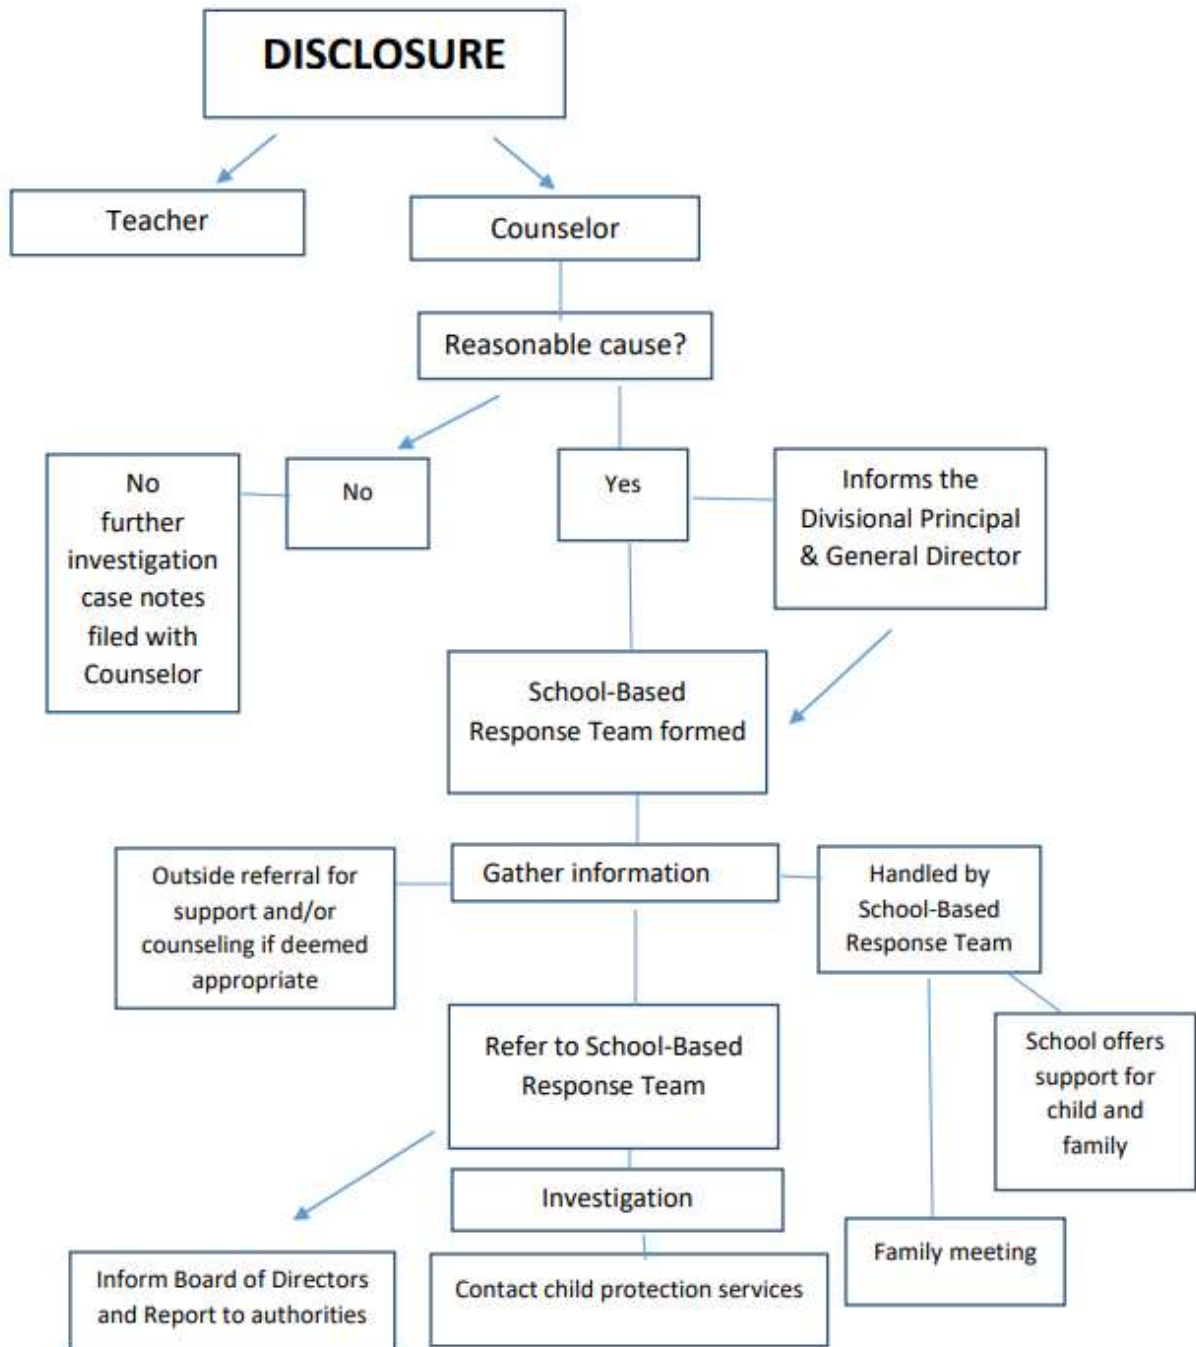 DISCLOSURE
Teacher
Counselor
Reasonable cause?
No
further
investigation
case notes
filed with
Counselor
No
Yes
Informs the
Divisional Principal
& General Director
School-Based
Response Team formed
Outside referral for
support and/or
counseling if deemed
appropriate
Gather information
Handled by
School-Based
Response Team
Refer to School-Based
Response Team
School offers
support for
child and
family
Investigation
Family meeting
Inform Board of Directors
and Report to authorities
Contact child protection services